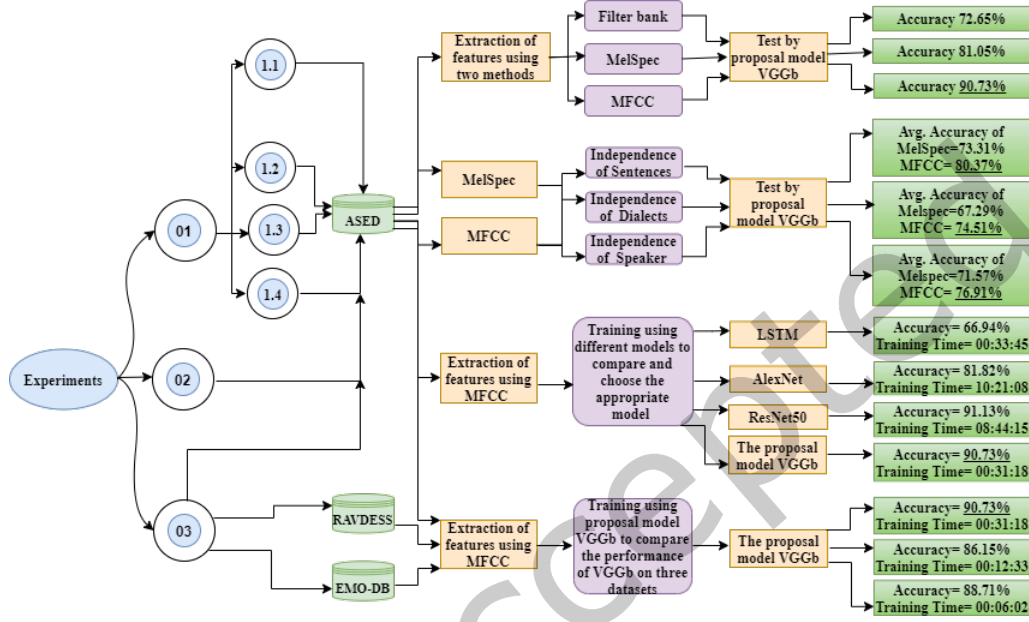 Experiments
01
02
03
1.1
1.2
1.3
1.4
ASED
RAVDESS
EMO-DB
Extraction of
features using
two methods
Filter bank
MelSpec
MFCC
Test by
proposal model
VGGb
Accuracy 72.65%
Accuracy 81.05%
Accuracy 90.73%
MelSpec
MFCC
Independence
of Sentences
Independence
of Dialects
Independence
of Speaker
Test by
proposal
model VGGb
Avg. Accuracy of
MelSpec=73.31%
MFCC= 80.37%
Avg. Accuracy of
Melspec=67.29%
MFCC= 74.51%
Avg. Accuracy of
Melspec=71.57%
MFCC= 76.91%
Extraction of
features using
MFCC
Training using
different models to
compare and
choose the
appropriate
model
LSTM
AlexNet
ResNet50
The proposal
model VGGb
Accuracy= 66.94%
Training Time= 00:33:45
Accuracy= 81.82%
Training Time= 10:21:08
Accuracy= 91.13%
Training Time= 08:44:15
Accuracy= 90.73%
Training Time= 00:31:18
Extraction of
features using
MFCC
Training using
proposal model
VGGb to compare
the performance
of VGGb on three
datasets
The proposal
model VGGb
Accuracy= 90.73%
Training Time= 00:31:18
Accuracy= 86.15%
Training Time= 00:12:33
Accuracy= 88.71%
Training Time= 00:06:02
ccepted